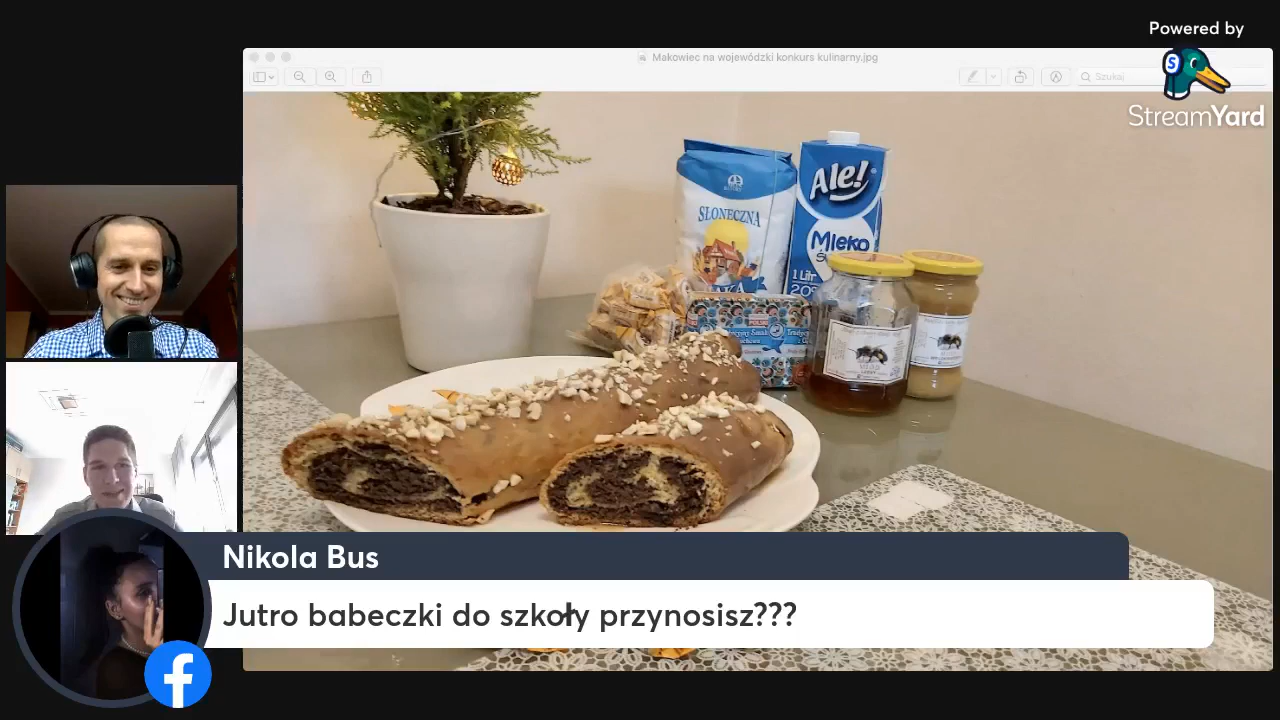 Powered by
StreamYard
Makowiec na wojewódzki konkurs kulinarny.jpg
Szukaj
SŁONECZNA
Ale!
Mleko
1 Litr
Nikola Bus
Jutro babeczki do szkoły przynosisz???